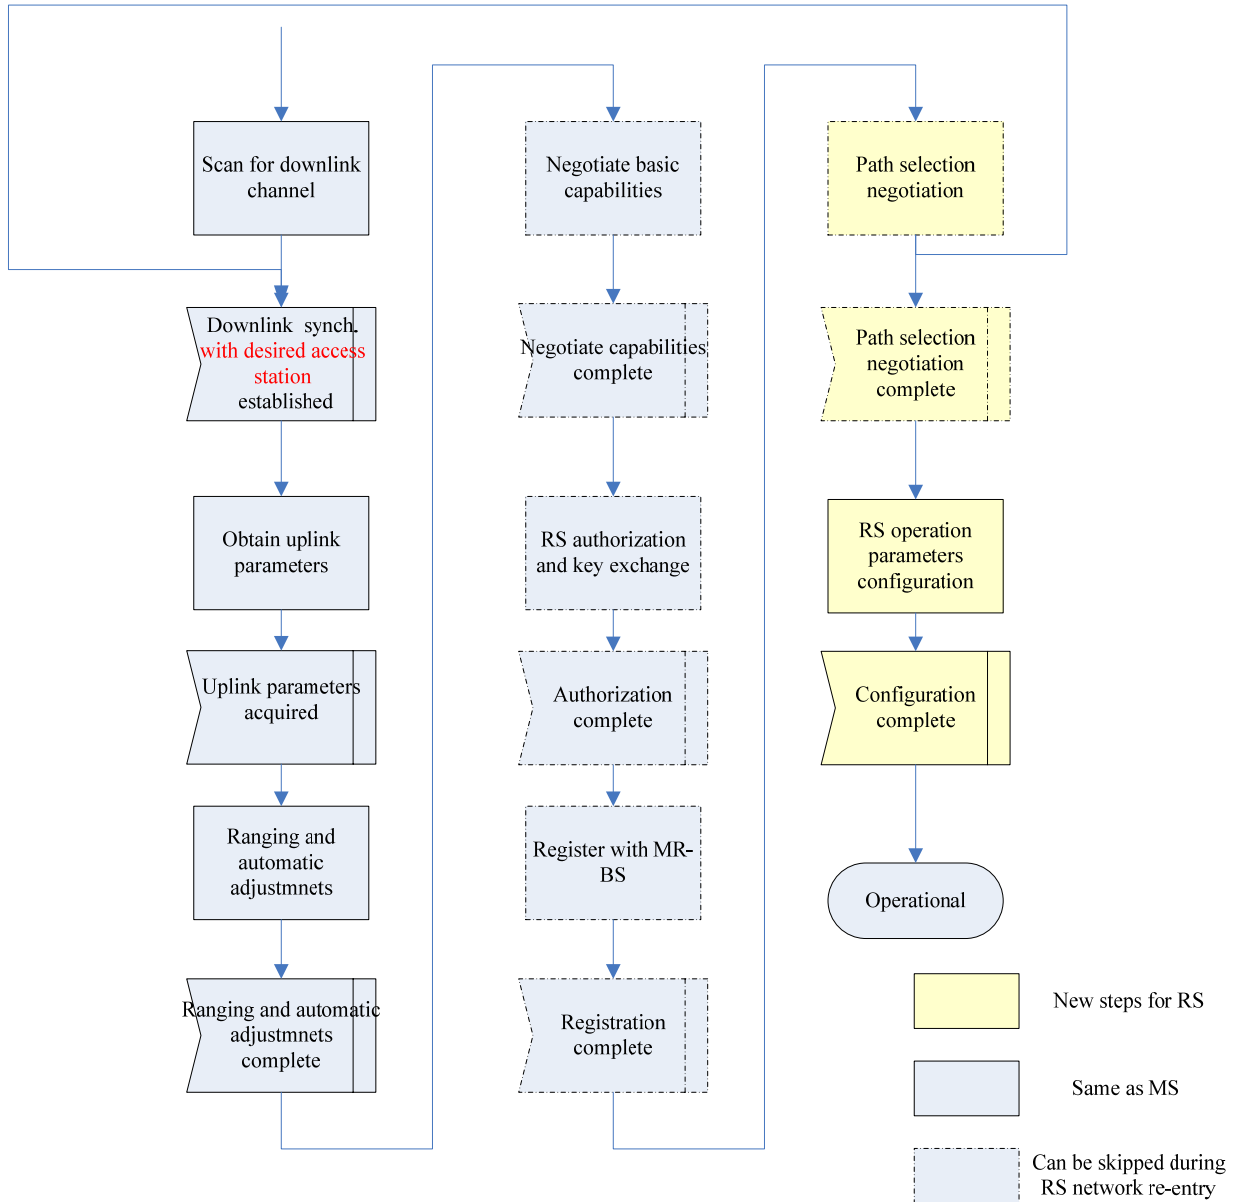 Scan for downlink
channel
Downlink  synch.
with desired access
station
established
Obtain uplink
parameters
Uplink parameters
acquired
Ranging and
automatic
adjustmnets
Ranging and automatic
adjustmnets
complete
Negotiate basic
capabilities
Negotiate capabilities
complete
RS authorization
and key exchange
Authorization
complete
Register with MR-
BS
Registration
complete
Path selection
negotiation
Path selection
negotiation
complete
RS operation
parameters
configuration
Configuration
complete
Operational
New steps for RS
Same as MS
Can be skipped during
RS network re-entry